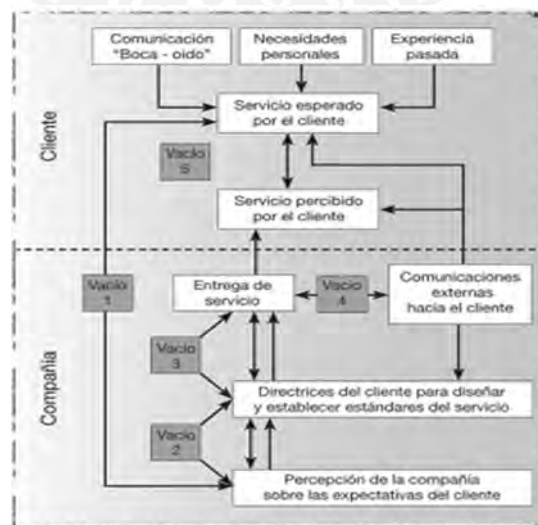 Comunicación
"Boca - oido"
Necesidades
personales
Experiencia
pasada
Servicio esperado
por el cliente
Cliente
Vacío
5
Servicio percibido
por el cliente
Vacío
1
Entrega de
servicio
Vacío
4
Comunicaciones
externas
hacia el cliente
Compañía
Vacío
3
Directrices del cliente para diseñar
y establecer estándares del servicio
Vacío
2
Percepción de la compañía
sobre las expectativas del cliente